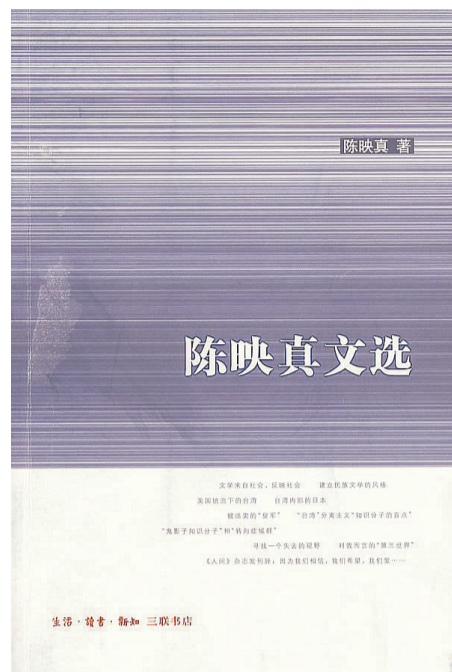 陈映真 著
陈映真文选
文学来自社会，反映社会 建立民族文学的风格
美国统治下的台湾 台湾内部的日本
被出卖的“皇军” “台湾”分离主义“知识分子的盲点”
“鬼影子知识分子”和“转向症候群”
寻找一个失去的视野 对我而言的“第三世界”
《人间》杂志发刊辞：因为我们相信，我们希望，我们爱……
生活·读书·新知 三联书店